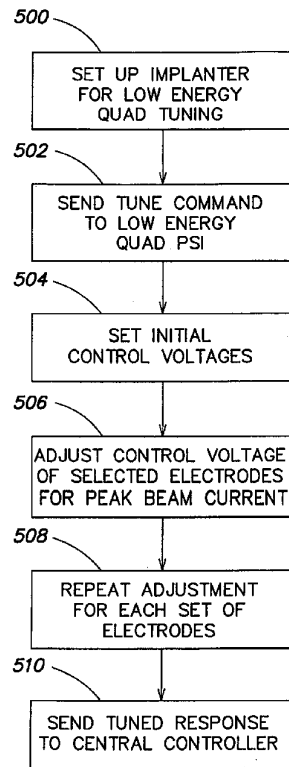 500
SET UP IMPLANTER
FOR LOW ENERGY
QUAD TUNING
502
SEND TUNE COMMAND
TO LOW ENERGY
QUAD PSI
504
SET INITIAL
CONTROL VOLTAGES
506
ADJUST CONTROL VOLTAGE
OF SELECTED ELECTRODES
FOR PEAK BEAM CURRENT
508
REPEAT ADJUSTMENT
FOR EACH SET OF
ELECTRODES
510
SEND TUNED RESPONSE
TO CENTRAL CONTROLLER